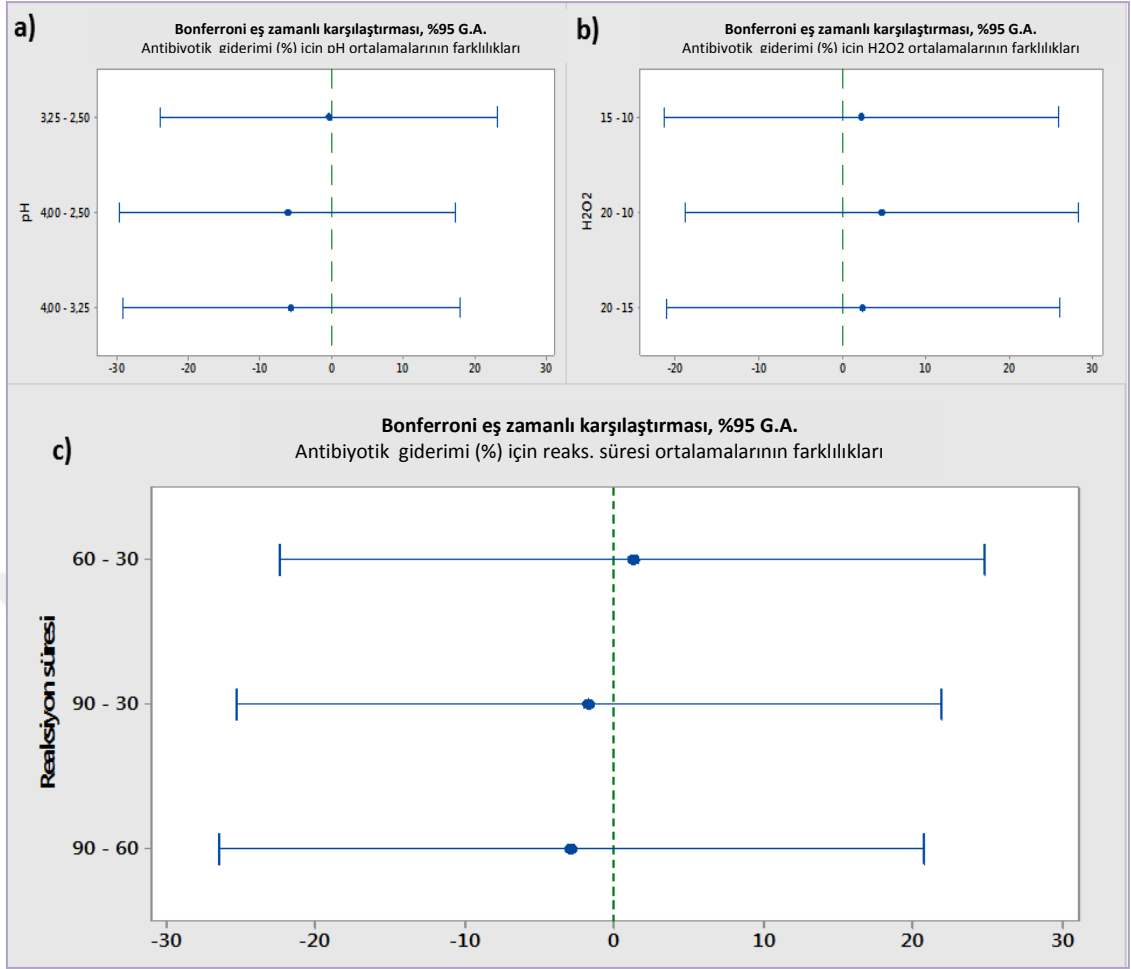 a)
Bonferroni eş zamanlı karşılaştırması, %95 G.A.
Antibiyotik giderimi (%) için pH ortalamalarının farklılıkları
pH
3,25 - 2,50
4,00 - 2,50
4,00 - 3,25
-30 -20 -10 0 10 20 30
b)
Bonferroni eş zamanlı karşılaştırması, %95 G.A.
Antibiyotik giderimi (%) için H2O2 ortalamalarının farklılıkları
H2O2
15 - 10
20 - 10
20 - 15
-20 -10 0 10 20 30
c)
Bonferroni eş zamanlı karşılaştırması, %95 G.A.
Antibiyotik giderimi (%) için reaks. süresi ortalamalarının farklılıkları
Reaksiyon süresi
60 - 30
90 - 30
90 - 60
-30 -20 -10 0 10 20 30